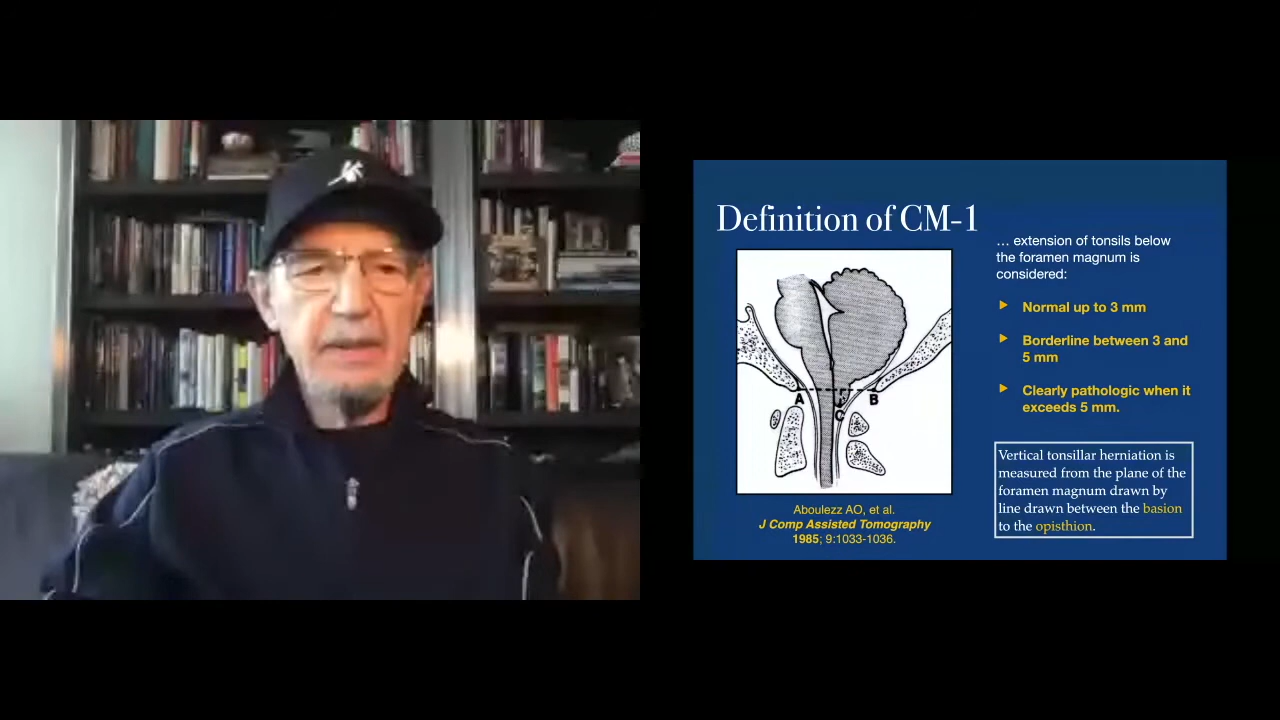 Definition of CM-1
A
B
C
Aboulezz AO, et al.
J Comp Assisted Tomography
1985; 9:1033-1036.
... extension of tonsils below
the foramen magnum is
considered:
Normal up to 3 mm
Borderline between 3 and
5 mm
Clearly pathologic when it
exceeds 5 mm.
Vertical tonsillar herniation is
measured from the plane of the
foramen magnum drawn by
line drawn between the basion
to the opisthion.